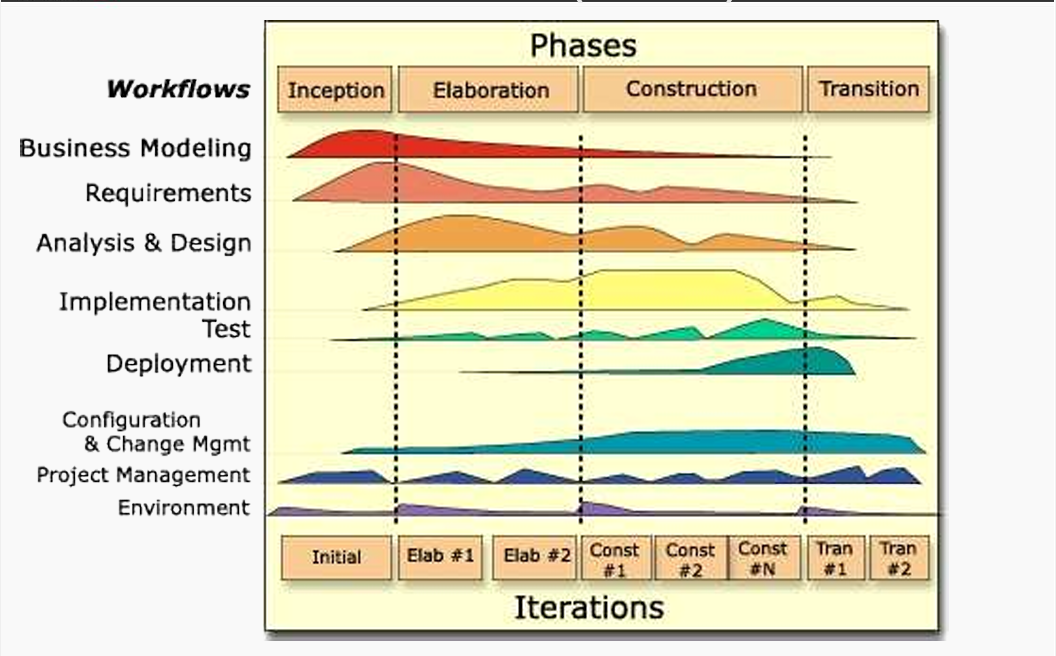 Phases
Workflows
Inception
Elaboration
Construction
Transition
Business Modeling
Requirements
Analysis & Design
Implementation
Test
Deployment
Configuration
& Change Mgmt
Project Management
Environment
Initial
Elab #1
Elab #2
Const
#1
Const
#2
Const
#N
Tran
#1
Tran
#2
Iterations